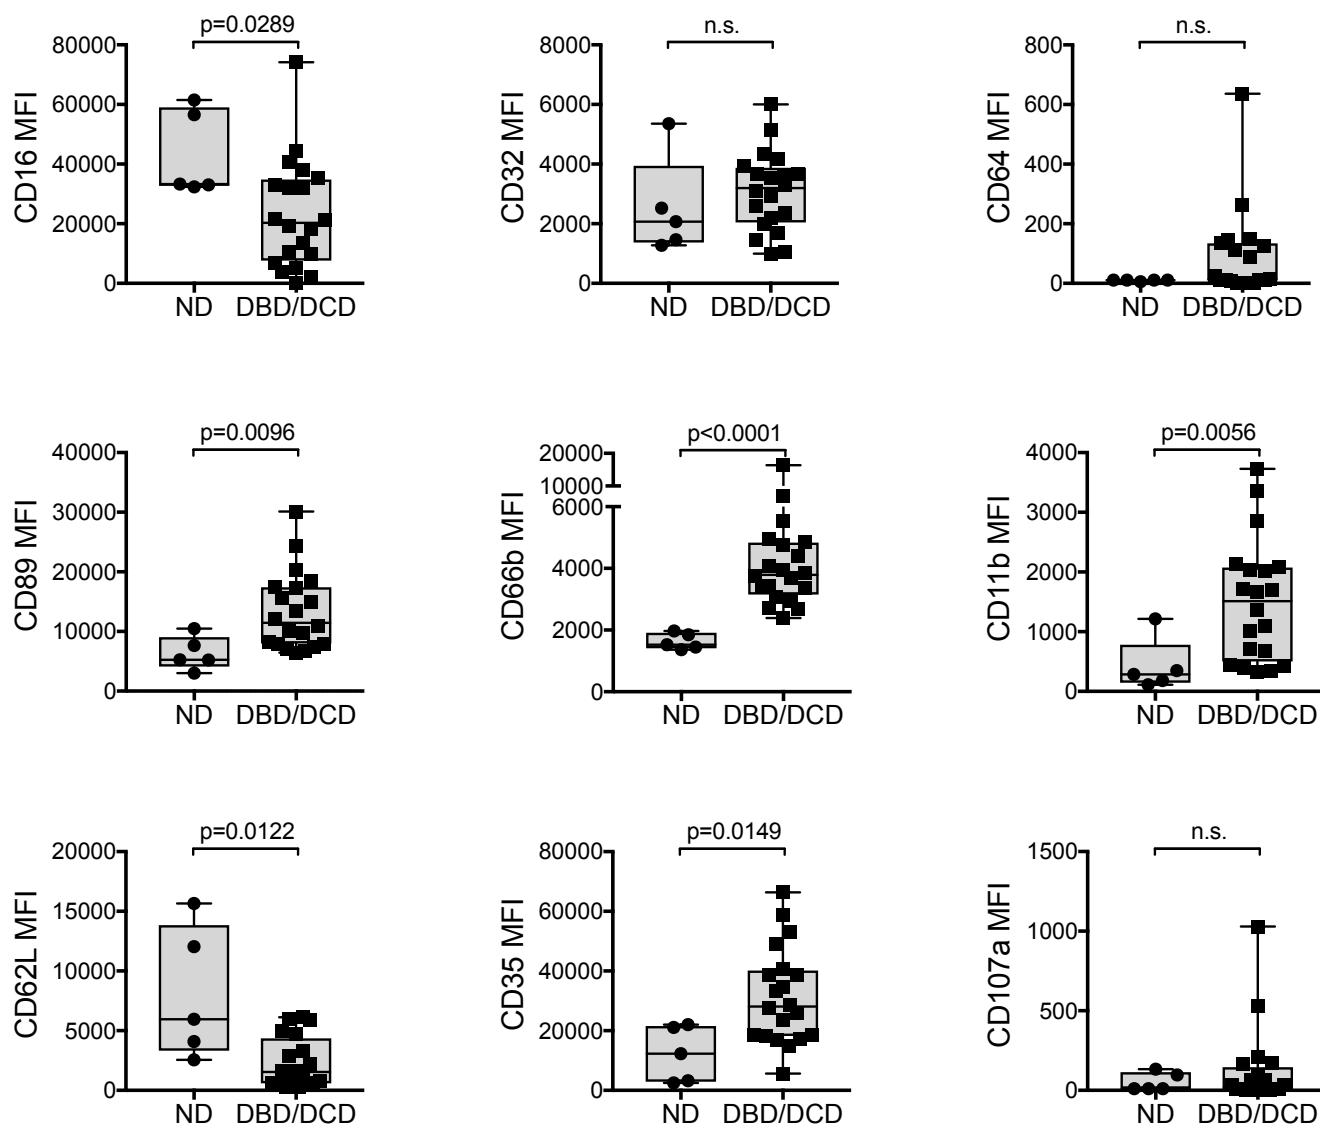 p=0.0289
80000
60000
40000
20000
0
CD16 MFI
ND DBD/DCD
n.s.
8000
6000
4000
2000
0
CD32 MFI
ND DBD/DCD
n.s.
800
600
400
200
0
CD64 MFI
ND DBD/DCD
p=0.0096
40000
30000
20000
10000
0
CD89 MFI
ND DBD/DCD
p<0.0001
20000
10000
6000
4000
2000
0
CD66b MFI
ND DBD/DCD
p=0.0056
4000
3000
2000
1000
0
CD11b MFI
ND DBD/DCD
p=0.0122
20000
15000
10000
5000
0
CD62L MFI
ND DBD/DCD
p=0.0149
80000
60000
40000
20000
0
CD35 MFI
ND DBD/DCD
n.s.
1500
1000
500
0
CD107a MFI
ND DBD/DCD